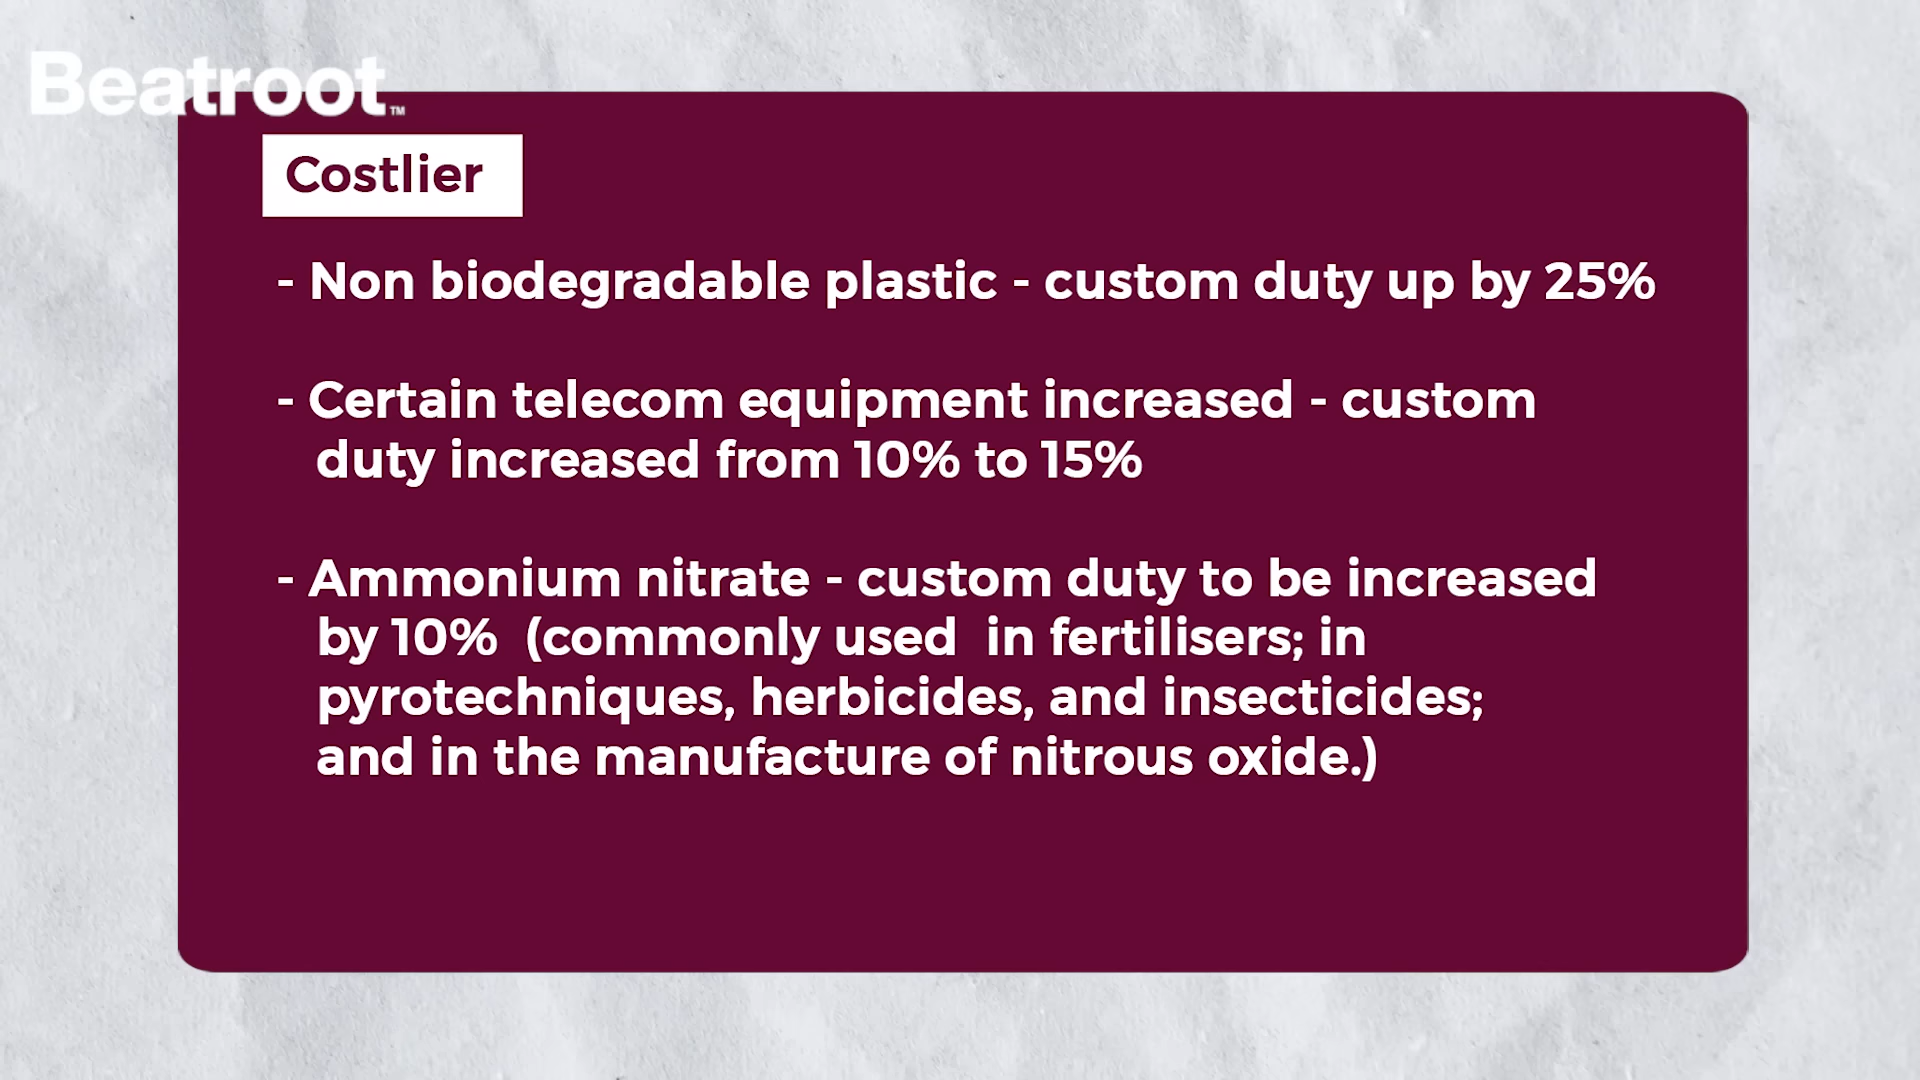 Beatroot™
Costlier
- Non biodegradable plastic - custom duty up by 25%
- Certain telecom equipment increased - custom
duty increased from 10% to 15%
- Ammonium nitrate - custom duty to be increased
by 10%  (commonly used  in fertilisers; in
pyrotechniques, herbicides, and insecticides;
and in the manufacture of nitrous oxide.)